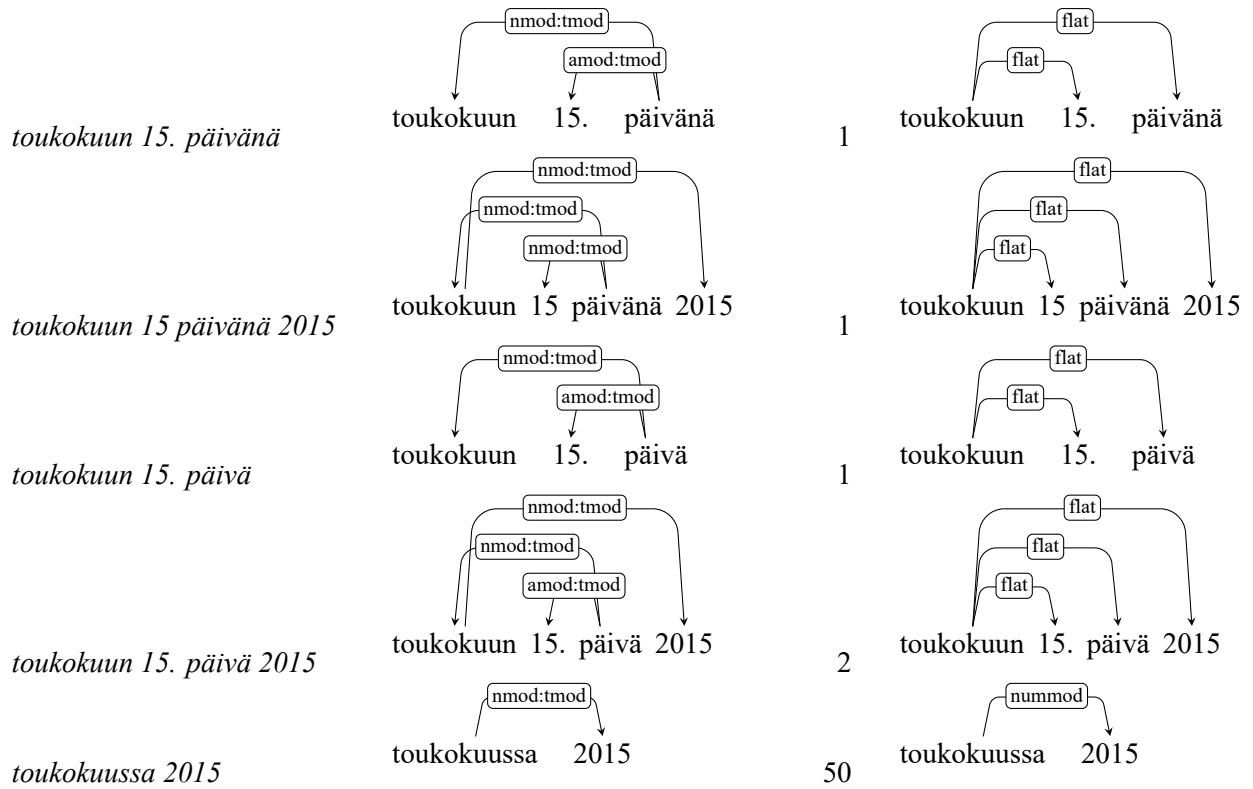 nmod:tmod flat
amod:tmod flat
toukokuun 15. päivänä toukokuun 15. päivänä
toukokuun 15. päivänä 1
nmod:tmod flat
nmod:tmod flat
nmod:tmod flat
toukokuun 15 päivänä 2015 toukokuun 15 päivänä 2015
toukokuun 15 päivänä 2015 1
nmod:tmod flat
amod:tmod flat
toukokuun 15. päivä toukokuun 15. päivä
toukokuun 15. päivä 1
nmod:tmod flat
nmod:tmod flat
amod:tmod flat
toukokuun 15. päivä 2015 toukokuun 15. päivä 2015
toukokuun 15. päivä 2015 2
nmod:tmod nummod
toukokuussa 2015 toukokuussa 2015
toukokuussa 2015 50